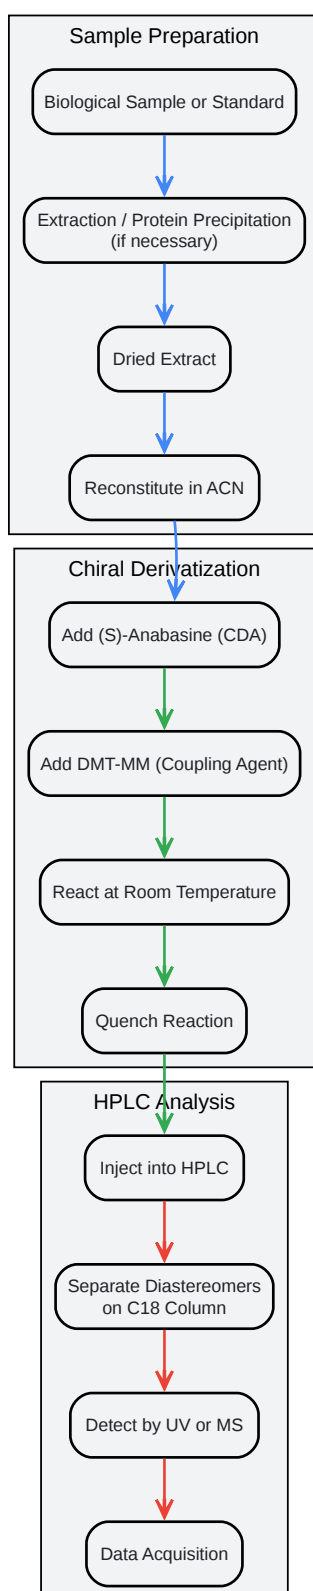 Sample Preparation
Biological Sample or Standard
Extraction / Protein Precipitation
(if necessary)
Dried Extract
Reconstitute in ACN
Chiral Derivatization
Add (S)-Anabasine (CDA)
Add DMT-MM (Coupling Agent)
React at Room Temperature
Quench Reaction
HPLC Analysis
Inject into HPLC
Separate Diastereomers
on C18 Column
Detect by UV or MS
Data Acquisition